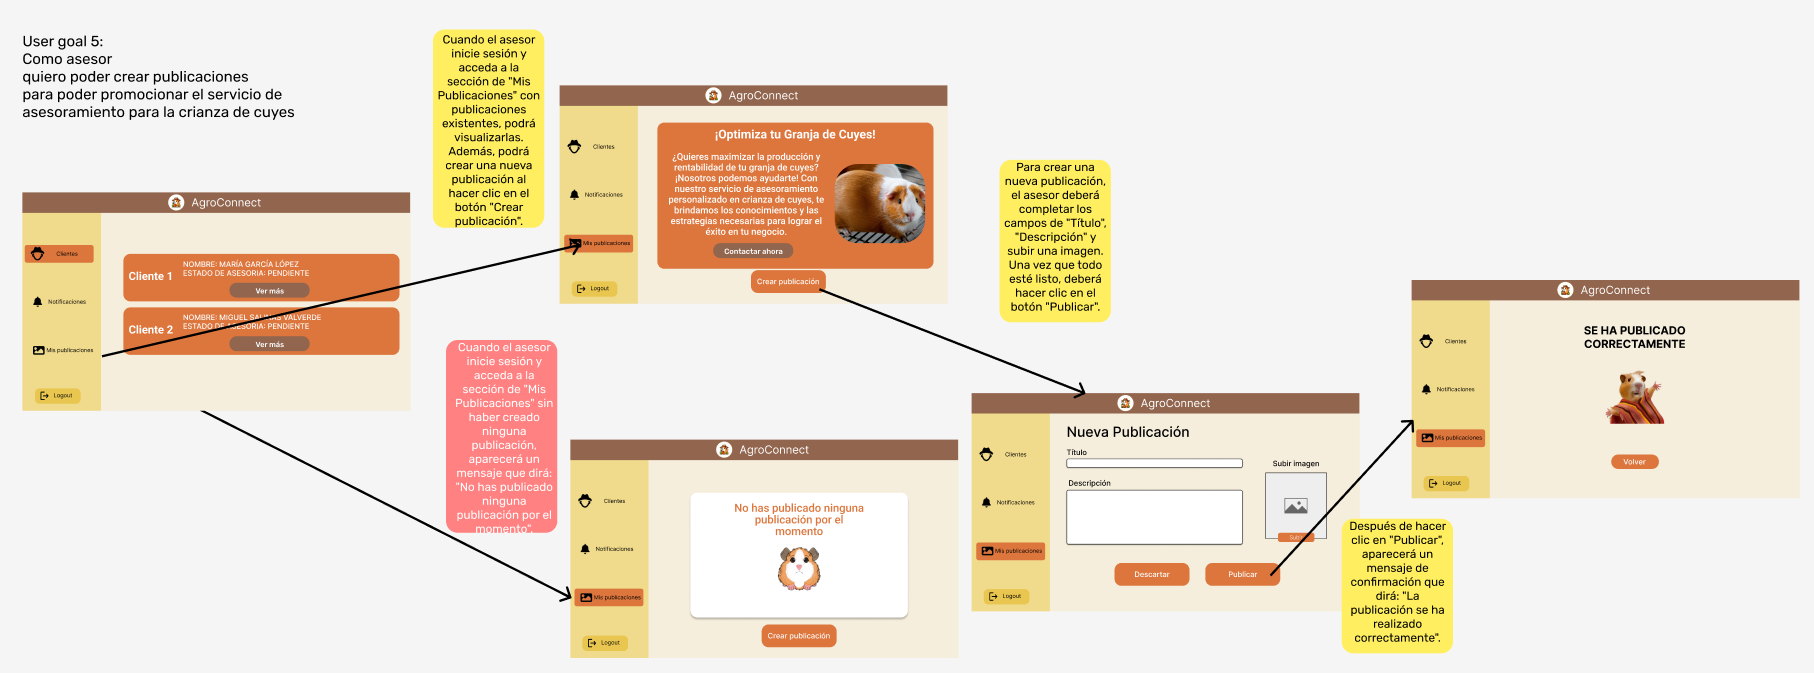 User goal 5:
Como asesor
quiero poder crear publicaciones
para poder promocionar el servicio de
asesoramiento para la crianza de cuyes
AgroConnect
Clientes
Notificaciones
Mis publicaciones
Logout
Cliente 1
NOMBRE: MARÍA GARCÍA LÓPEZ
ESTADO DE ASESORIA: PENDIENTE
Ver más
Cliente 2
NOMBRE: MIGUEL SALINAS VALVERDE
ESTADO DE ASESORIA: PENDIENTE
Ver más
Cuando el asesor
inicie sesión y
acceda a la
sección de "Mis
Publicaciones" con
publicaciones
existentes, podrá
visualizarlas.
Además, podrá
crear una nueva
publicación al
hacer clic en el
botón "Crear
publicación".
AgroConnect
Clientes
Notificaciones
Mis publicaciones
Logout
¡Optimiza tu Granja de Cuyes!
¿Quieres maximizar la producción y
rentabilidad de tu granja de cuyes?
¡Nosotros podemos ayudarte! Con
nuestro servicio de asesoramiento
personalizado en crianza de cuyes, te
brindamos los conocimientos y las
estrategias necesarias para lograr el
éxito en tu negocio.
Contactar ahora
Crear publicación
Cuando el asesor
inicie sesión y
acceda a la
sección de "Mis
Publicaciones" sin
haber creado
ninguna
publicación,
aparecerá un
mensaje que dirá:
"No has publicado
ninguna
publicación por el
momento".
AgroConnect
Clientes
Notificaciones
Mis publicaciones
Logout
No has publicado ninguna
publicación por el
momento
Crear publicación
Para crear una
nueva publicación,
el asesor deberá
completar los
campos de "Título",
"Descripción" y
subir una imagen.
Una vez que todo
esté listo, deberá
hacer clic en el
botón "Publicar".
AgroConnect
Clientes
Notificaciones
Mis publicaciones
Logout
Nueva Publicación
Título
Descripción
Subir imagen
Descartar
Publicar
AgroConnect
Clientes
Notificaciones
Mis publicaciones
Logout
SE HA PUBLICADO
CORRECTAMENTE
Volver
Después de hacer
clic en "Publicar",
aparecerá un
mensaje de
confirmación que
dirá: "La
publicación se ha
realizado
correctamente".